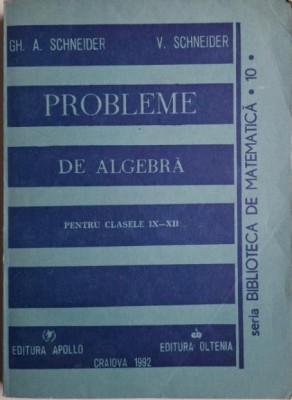 GH. A. SCHNEIDER V. SCHNEIDER
PROBLEME
DE ALGEBRĂ
PENTRU CLASELE IX—XII
EDITURA APOLLO EDITURA OLTENIA
CRAIOVA 1992
seria BIBLIOTECA DE MATEMATICĂ • 10 •